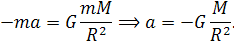 −ma = G mM/R² ⟹ a = −G M/R².